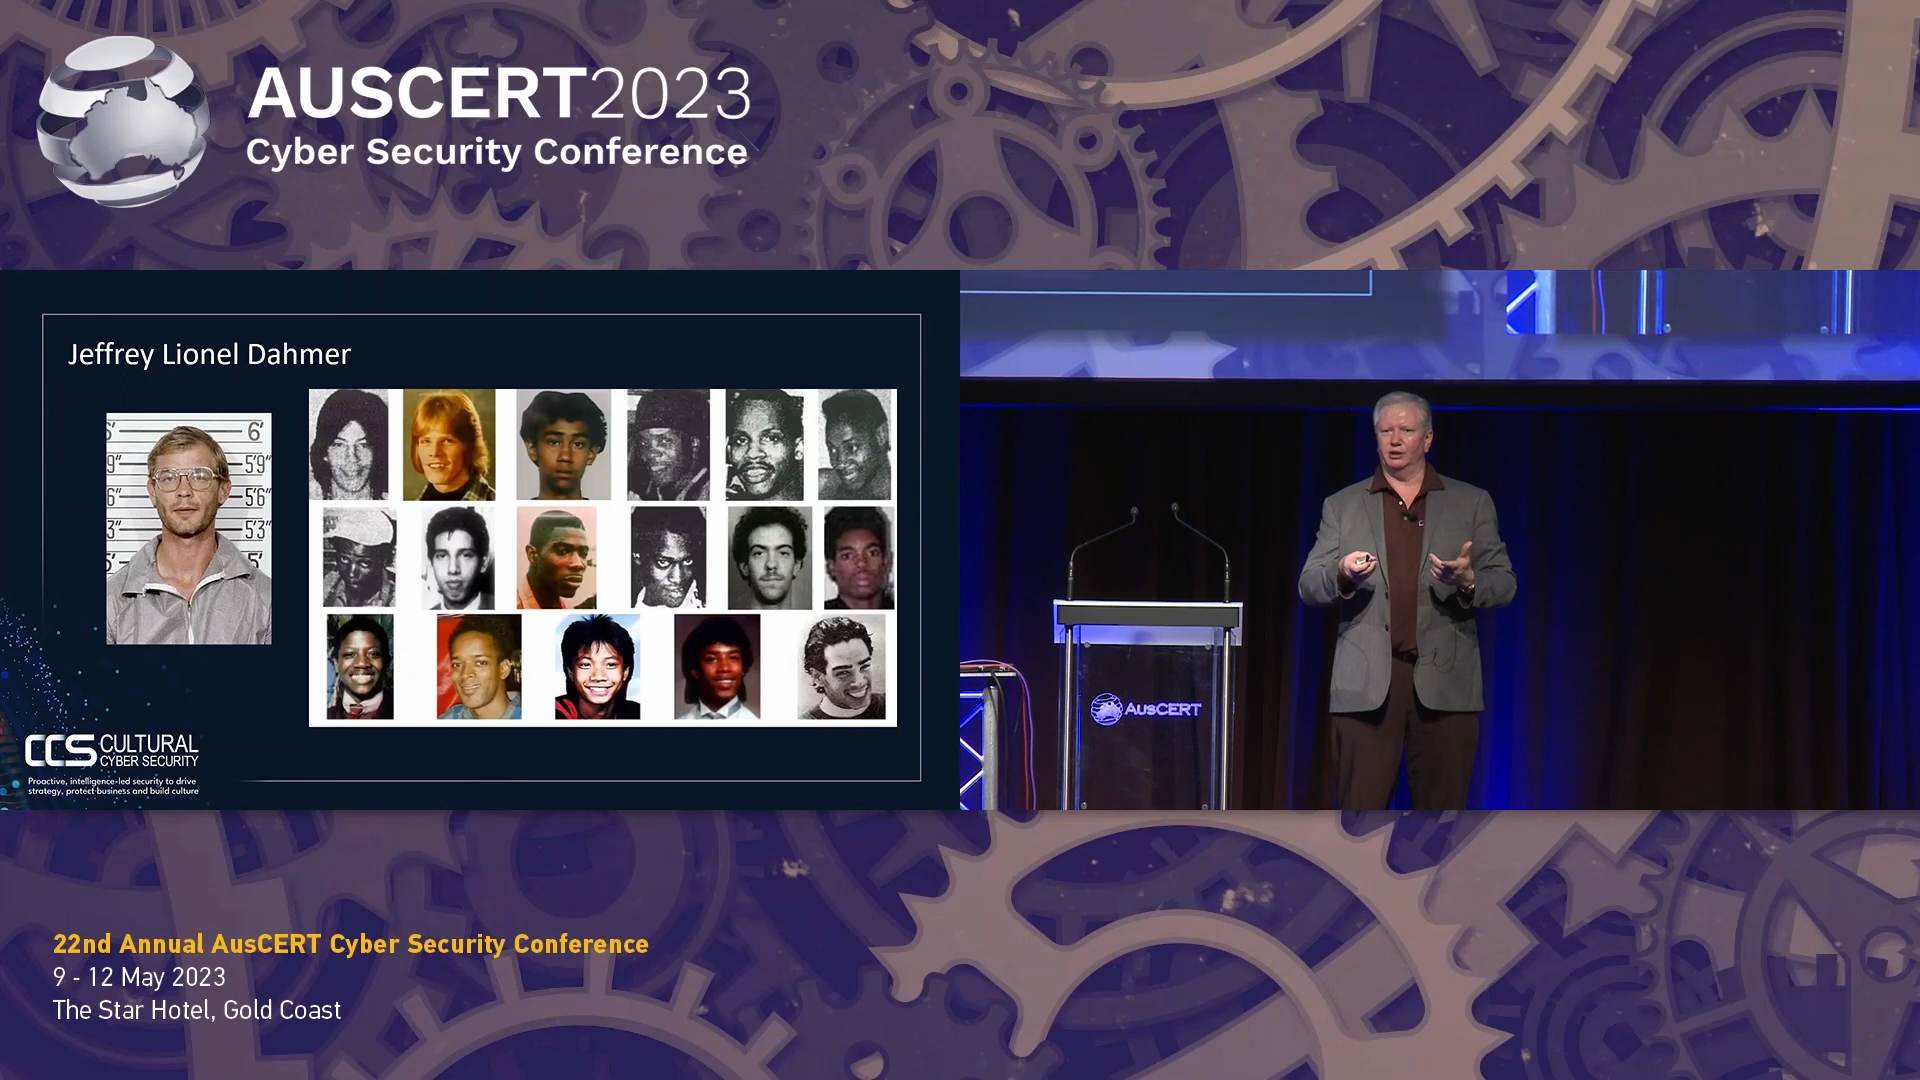 AUSCERT2023
Cyber Security Conference
Jeffrey Lionel Dahmer
6'
5'9"
5'6"
5'3"
5'
CCS CULTURAL
CYBER SECURITY
Proactive, intelligence-led security to drive
strategy, protect business and build culture
AUSCERT
22nd Annual AusCERT Cyber Security Conference
9 - 12 May 2023
The Star Hotel, Gold Coast